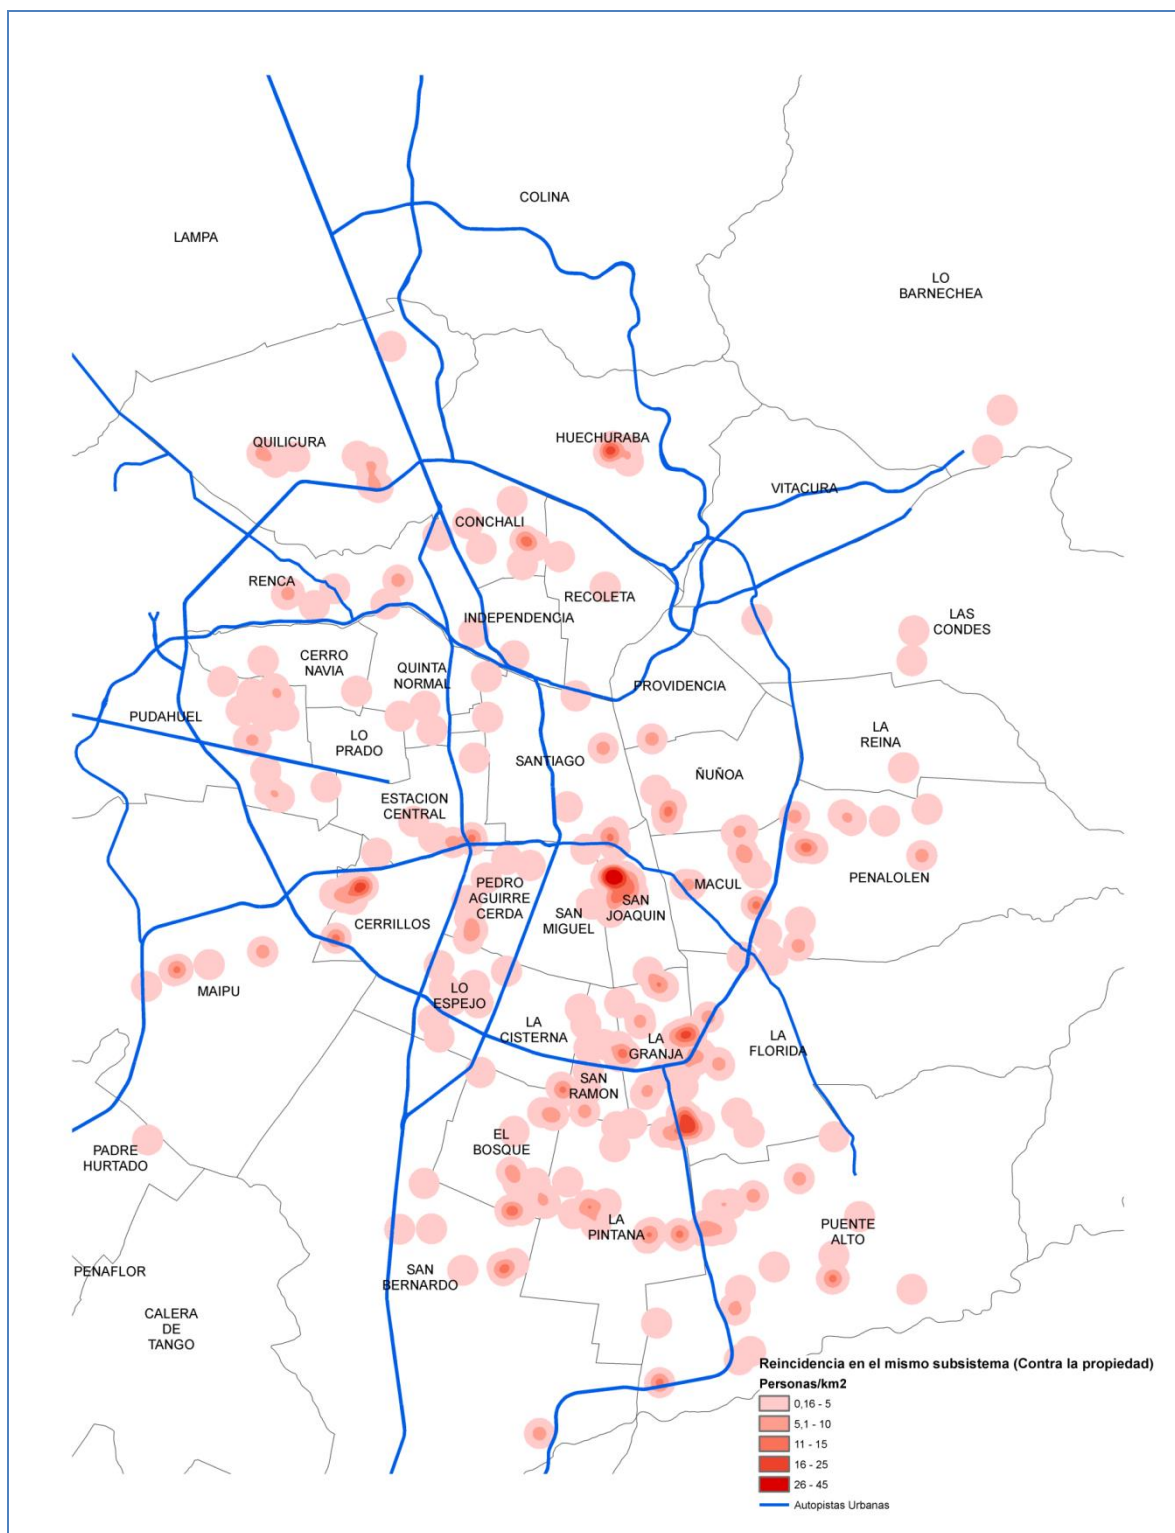 COLINA
LAMPA
LO
BARNECHEA
QUILICURA
HUECHURABA
VITACURA
CONCHALI
RENCA
RECOLETA
INDEPENDENCIA
LAS
CONDES
CERRO
NAVIA
QUINTA
NORMAL
PROVIDENCIA
PUDAHUEL
LO
PRADO
LA
REINA
SANTIAGO
ÑUÑOA
ESTACION
CENTRAL
PEDRO
AGUIRRE
CERDA
MACUL
PENALOLEN
SAN
JOAQUIN
SAN
MIGUEL
CERRILLOS
MAIPU
LO
ESPEJO
LA
CISTERNA
LA
GRANJA
LA
FLORIDA
SAN
RAMON
EL
BOSQUE
PADRE
HURTADO
LA
PINTANA
PUENTE
ALTO
PENAFLOR
SAN
BERNARDO
CALERA
DE
TANGO
Reincidencia en el mismo subsistema (Contra la propiedad)
Personas/km2
0,16 - 5
5,1 - 10
11 - 15
16 - 25
26 - 45
Autopistas Urbanas